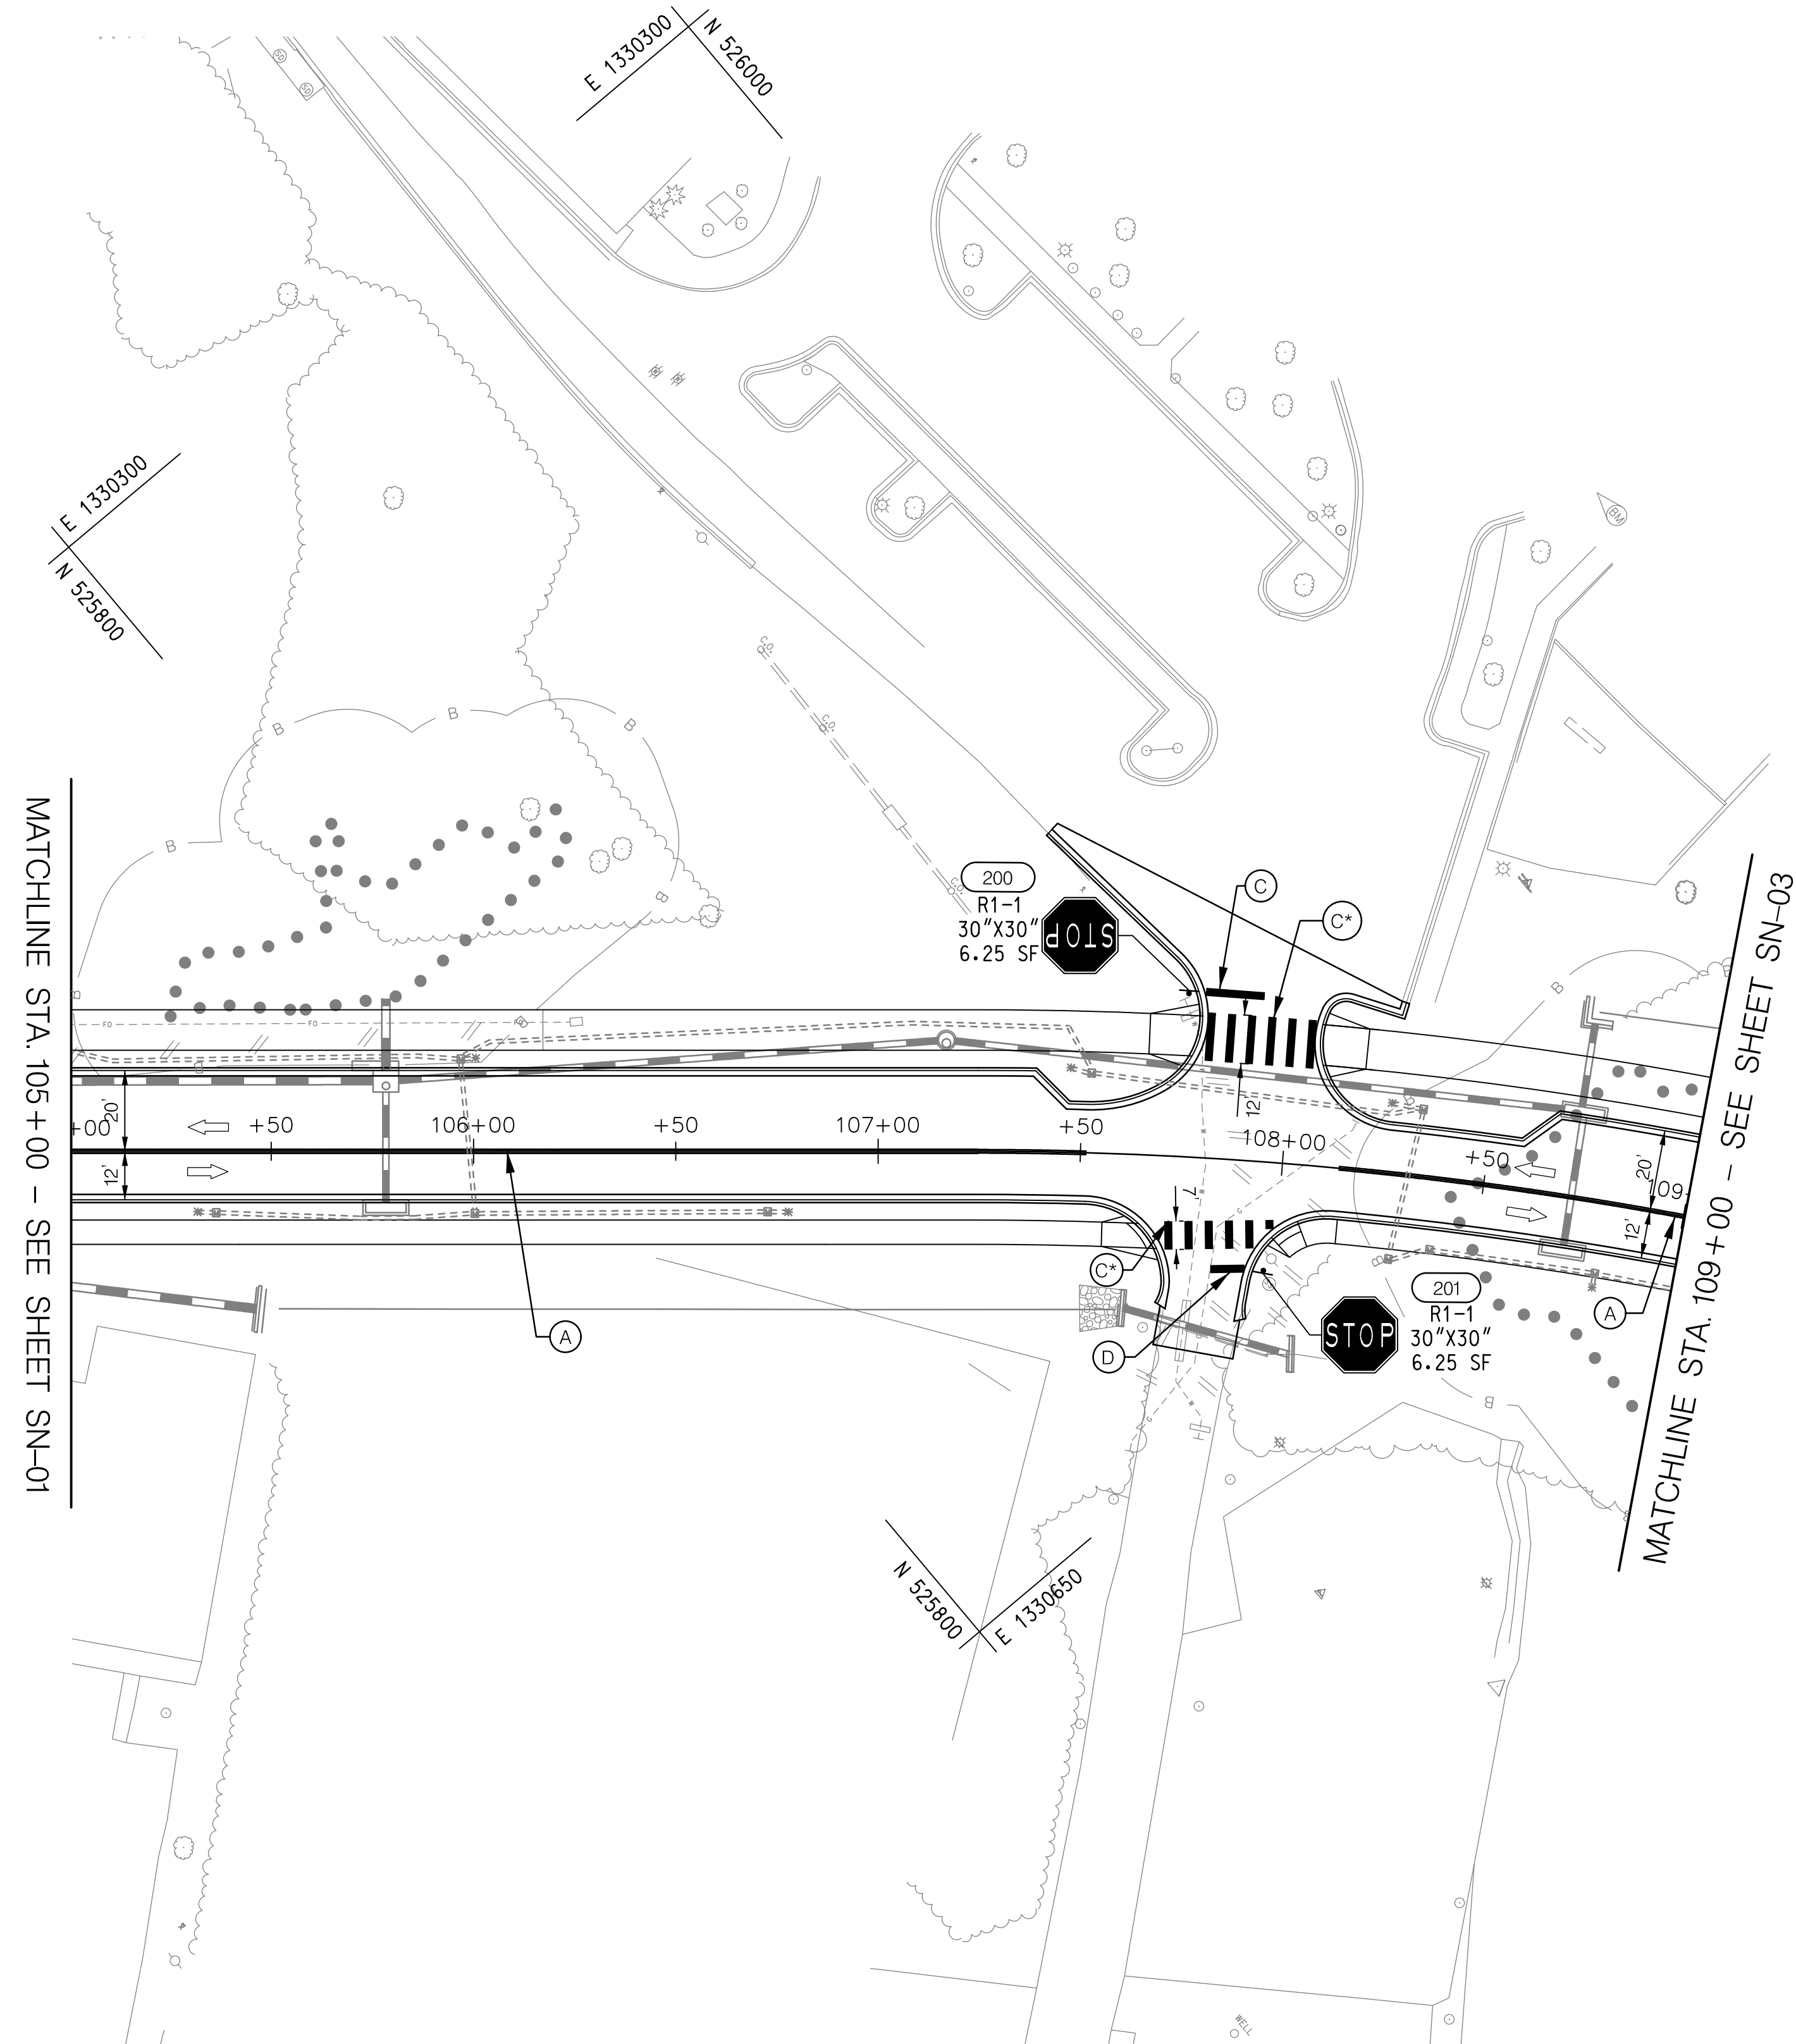 E 1330300
N 526000
SD
SD
E 1330300
N 525800
BM
C.O.
C.O.
C.O.
B
B
B
B
B
B
B
B
B
B
B
MATCHLINE STA. 105+00 - SEE SHEET SN-01
MATCHLINE STA. 109+00 - SEE SHEET SN-03
200
R1-1
30"X30"
6.25 SF
STOP
C
C*
FO
FO
FO
20'
12'
+00
+50
106+00
+50
107+00
+50
108+00
+50
109
12'
7'
20'
12'
A
C*
D
A
G
G
201
R1-1
30"X30"
6.25 SF
STOP
N 525800
E 1330650
WELL